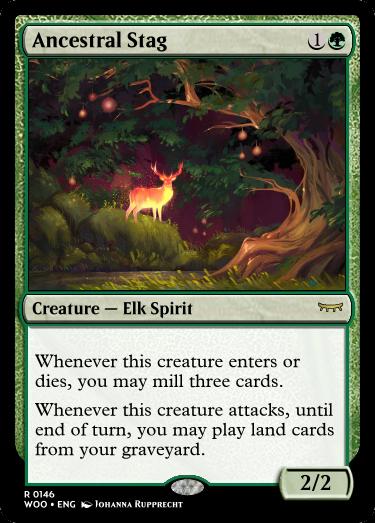 Ancestral Stag 1
Creature — Elk Spirit
Whenever this creature enters or
dies, you may mill three cards.
Whenever this creature attacks, until
end of turn, you may play land cards
from your graveyard.
2/2
R 0146
WOO • ENG Johanna Rupprecht